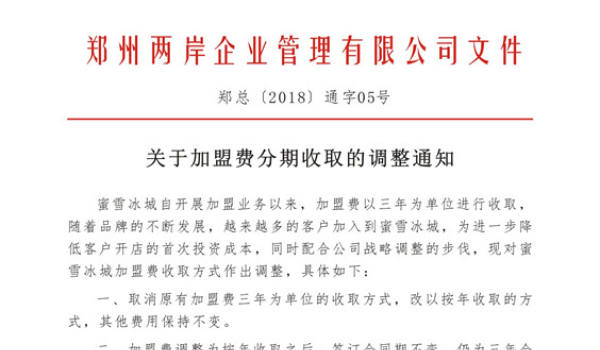 郑州两岸企业管理有限公司文件
郑总〔2018〕通字05号
关于加盟费分期收取的调整通知
蜜雪冰城自开展加盟业务以来，加盟费以三年为单位进行收取，
随着品牌的不断发展，越来越多的客户加入到蜜雪冰城，为进一步降
低客户开店的首次投资成本，同时配合公司战略调整的步伐，现对蜜
雪冰城加盟费收取方式作出调整，具体如下：
一、取消原有加盟费三年为单位的收取方式，改以按年收取的方
式，其他费用保持不变。
二、加盟费调整为按年收取之后，签订合同期不变，仍为三年合